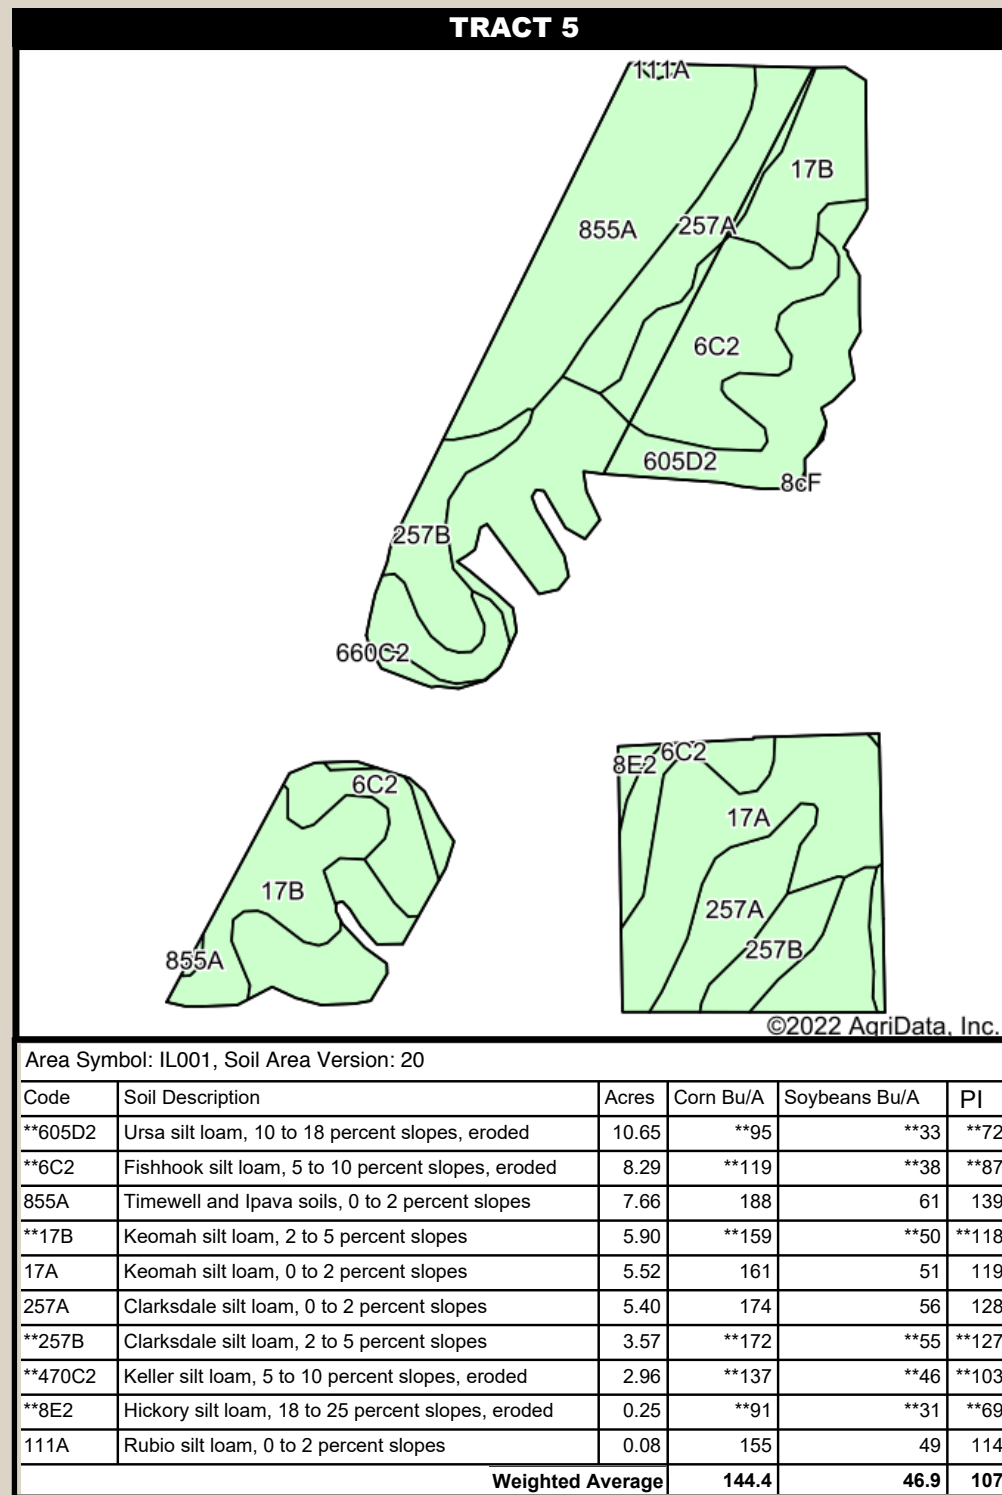 TRACT 5
111A
17B
855A
257A
6C2
605D2
8cF
257B
660C2
6C2
8E2
6C2
17A
17B
257A
855A
257B
©2022 AgriData, Inc.
Area Symbol: IL001, Soil Area Version: 20
Code Soil Description Acres Corn Bu/A Soybeans Bu/A PI
**605D2 Ursa silt loam, 10 to 18 percent slopes, eroded 10.65 **95 **33 **72
**6C2 Fishhook silt loam, 5 to 10 percent slopes, eroded 8.29 **119 **38 **87
855A Timewell and Ipava soils, 0 to 2 percent slopes 7.66 188 61 139
**17B Keomah silt loam, 2 to 5 percent slopes 5.90 **159 **50 **118
17A Keomah silt loam, 0 to 2 percent slopes 5.52 161 51 119
257A Clarksdale silt loam, 0 to 2 percent slopes 5.40 174 56 128
**257B Clarksdale silt loam, 2 to 5 percent slopes 3.57 **172 **55 **127
**470C2 Keller silt loam, 5 to 10 percent slopes, eroded 2.96 **137 **46 **103
**8E2 Hickory silt loam, 18 to 25 percent slopes, eroded 0.25 **91 **31 **69
111A Rubio silt loam, 0 to 2 percent slopes 0.08 155 49 114
Weighted Average 144.4 46.9 107